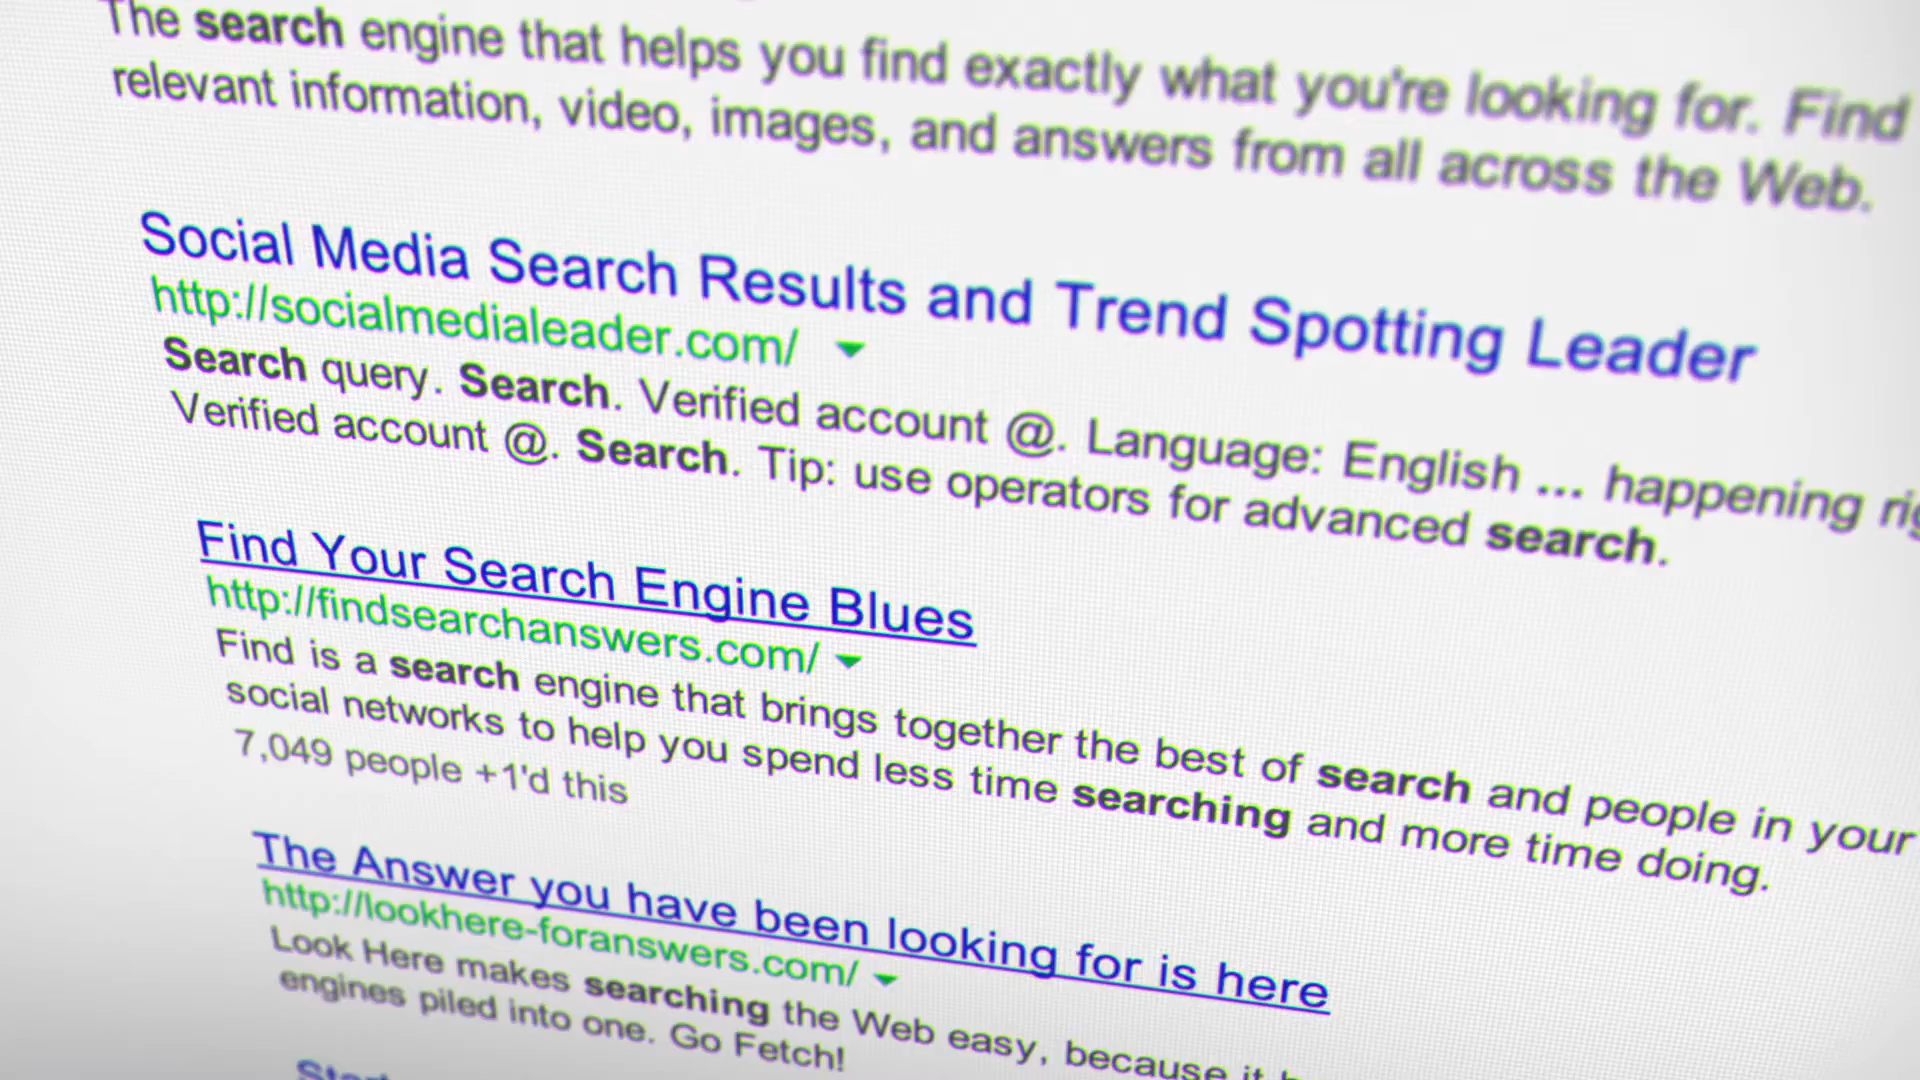 The search engine that helps you find exactly what you're looking for. Find
relevant information, video, images, and answers from all across the Web.
Social Media Search Results and Trend Spotting Leader
http://socialmedialeader.com/
Search query. Search. Verified account @. Language: English ... happening
Verified account @. Search. Tip: use operators for advanced search.
Find Your Search Engine Blues
http://findsearchanswers.com/
Find is a search engine that brings together the best of search and people in your
social networks to help you spend less time searching and more time doing.
7,049 people +1'd this
The Answer you have been looking for is here
http://lookhere-foranswers.com/
Look Here makes searching the Web easy, because it
engines piled into one. Go Fetch!